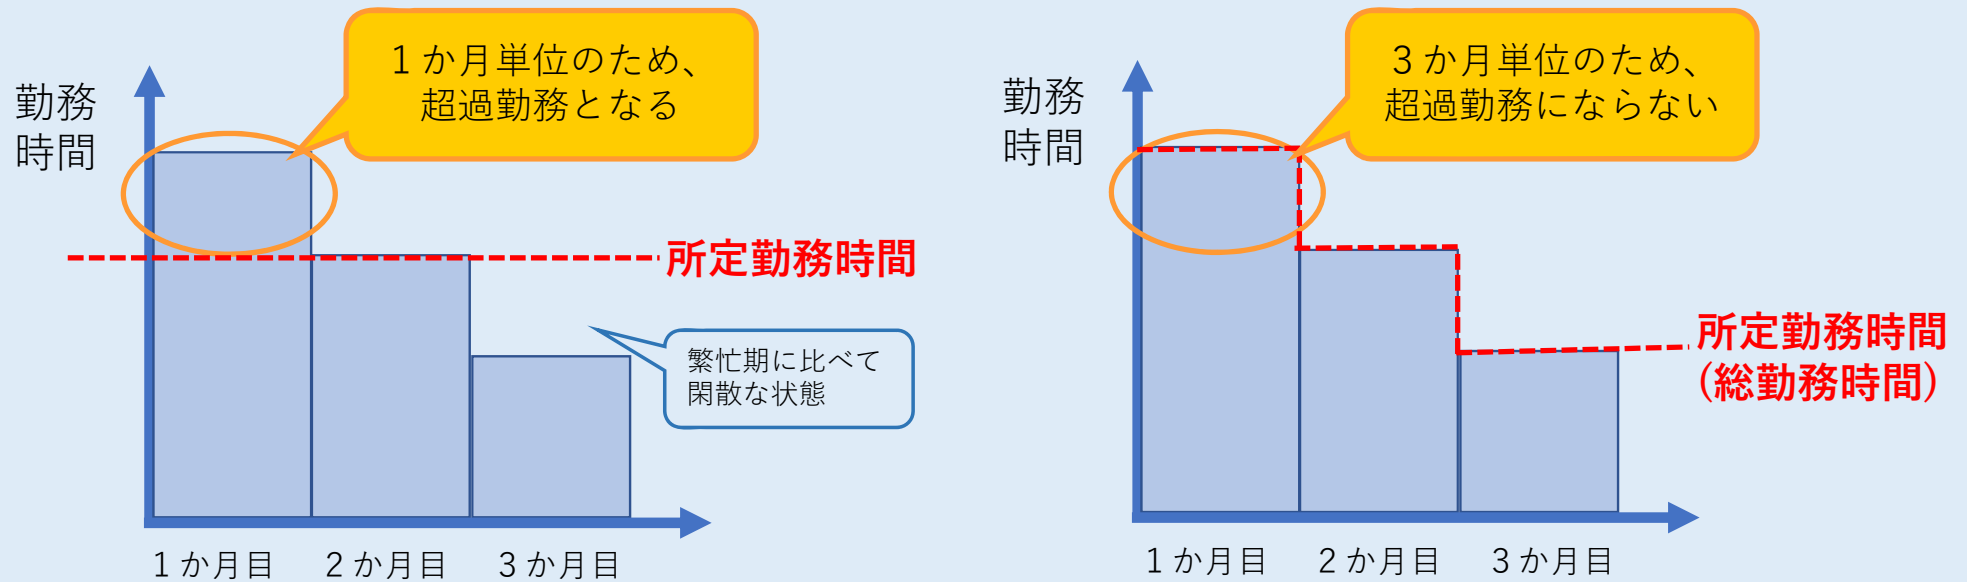 １か月単位のため、
超過勤務となる
勤務
時間
所定勤務時間
繁忙期に比べて
閑散な状態
１か月目
２か月目
３か月目
３か月単位のため、
超過勤務にならない
勤務
時間
所定勤務時間
(総勤務時間)
１か月目
２か月目
３か月目